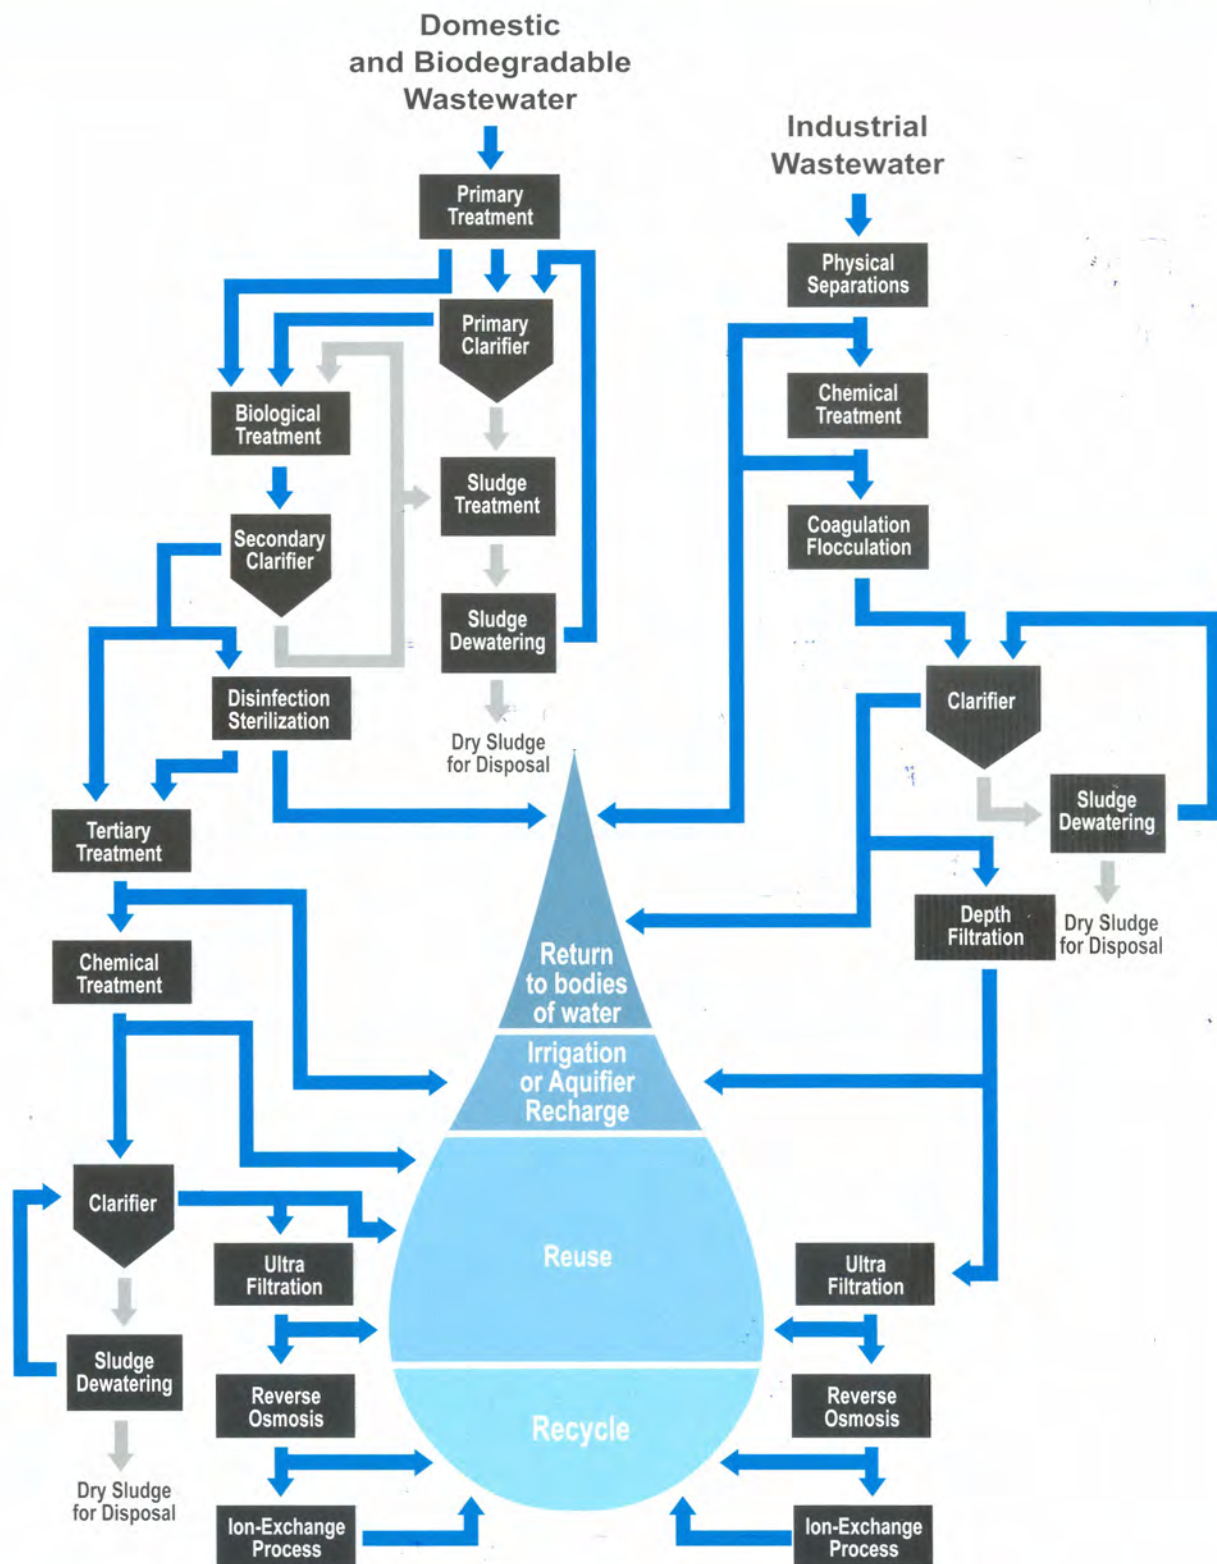 Domestic
and Biodegradable
Wastewater
Industrial
Wastewater
Primary
Treatment
Physical
Separations
Primary
Clarifier
Chemical
Treatment
Biological
Treatment
Sludge
Treatment
Coagulation
Flocculation
Secondary
Clarifier
Sludge
Dewatering
Clarifier
Disinfection
Sterilization
Dry Sludge
for Disposal
Sludge
Dewatering
Tertiary
Treatment
Depth
Filtration
Dry Sludge
for Disposal
Chemical
Treatment
Return
to bodies
of water
Irrigation
or Aquifier
Recharge
Clarifier
Reuse
Ultra
Filtration
Ultra
Filtration
Sludge
Dewatering
Reverse
Osmosis
Recycle
Reverse
Osmosis
Dry Sludge
for Disposal
Ion-Exchange
Process
Ion-Exchange
Process